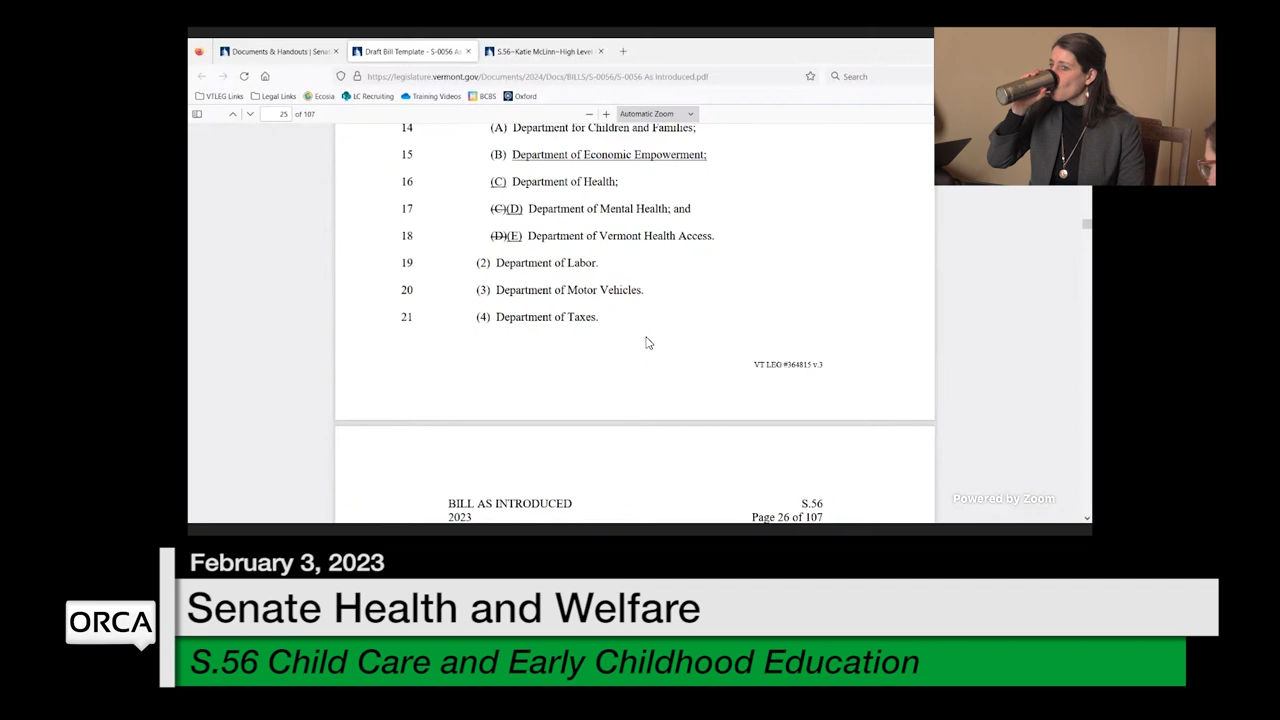 Documents & Handouts | Sena
Draft Bill Template - S-0056 As
S.56~Katie McLinn~High Level
https://legislature.vermont.gov/Documents/2024/Docs/BILLS/S-0056/S-0056 As Introduced.pdf
Search
VTLEG Links
Legal Links
Ecosia
LC Recruiting
Training Videos
BCBS
Oxford
25 of 107
Automatic Zoom
14 (A) Department for Children and Families;
15 (B) Department of Economic Empowerment;
16 (C) Department of Health;
17 (C)(D) Department of Mental Health; and
18 (D)(E) Department of Vermont Health Access.
19 (2) Department of Labor.
20 (3) Department of Motor Vehicles.
21 (4) Department of Taxes.
VT LEG #364815 v.3
BILL AS INTRODUCED S.56
2023 Page 26 of 107
Powered by Zoom
February 3, 2023
ORCA
Senate Health and Welfare
S.56 Child Care and Early Childhood Education